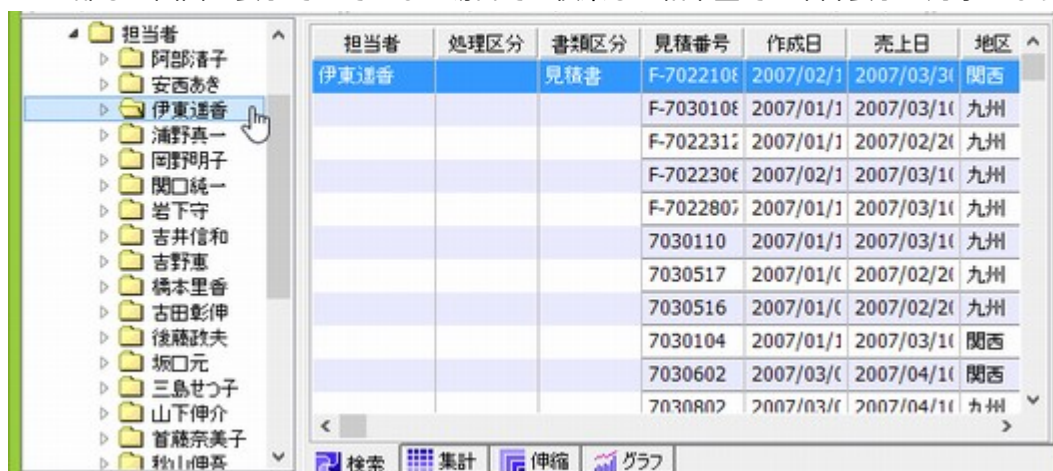 担当者
阿部清子
安西あき
伊東遥香
浦野真一
岡野明子
関口純一
岩下守
吉井信和
吉野恵
橋本里香
古田彰伸
後藤政夫
坂口元
三島せつ子
山下伸介
首藤奈美子
秋山伸吾
担当者 処理区分 書類区分 見積番号 作成日 売上日 地区
伊東遥香 見積書 F-7022108 2007/02/1 2007/03/3( 関西
F-7030108 2007/01/1 2007/03/1( 九州
F-7022312 2007/01/1 2007/02/2( 九州
F-7022306 2007/02/1 2007/03/1( 九州
F-7022807 2007/01/1 2007/03/1( 九州
7030110 2007/01/1 2007/03/1( 九州
7030517 2007/01/( 2007/02/2( 九州
7030516 2007/01/( 2007/02/2( 九州
7030104 2007/01/1 2007/03/1( 関西
7030602 2007/03/( 2007/04/1( 関西
7030802 2007/03/( 2007/04/1( 九州
検索 集計 伸縮 グラフ